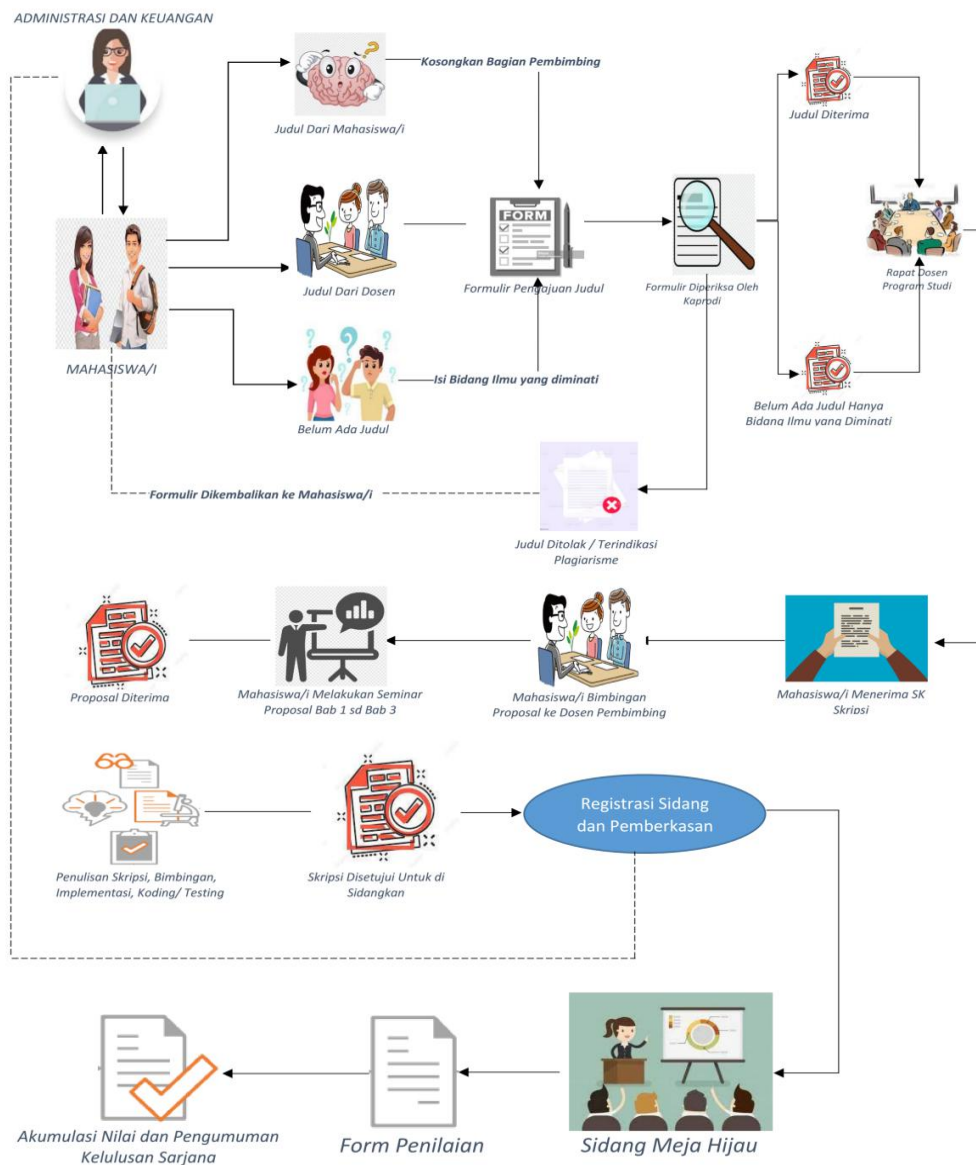 ADMINISTRASI DAN KEUANGAN
Kosongkan Bagian Pembimbing
Judul Dari Mahasiswa/i
Judul Diterima
FORM
Judul Dari Dosen
Formulir Pengajuan Judul
Formulir Diperiksa Oleh
Kaprodi
Rapat Dosen
Program Studi
MAHASISWA/I
Isi Bidang Ilmu yang diminati
Belum Ada Judul
Belum Ada Judul Hanya
Bidang Ilmu yang Diminati
Formulir Dikembalikan ke Mahasiswa/i
Judul Ditolak / Terindikasi
Plagiarisme
Proposal Diterima
Mahasiswa/i Melakukan Seminar
Proposal Bab 1 sd Bab 3
Mahasiswa/i Bimbingan
Proposal ke Dosen Pembimbing
Mahasiswa/i Menerima SK
Skripsi
Registrasi Sidang
dan Pemberkasan
Penulisan Skripsi, Bimbingan,
Implementasi, Koding/ Testing
Skripsi Disetujui Untuk di
Sidangkan
Akumulasi Nilai dan Pengumuman
Kelulusan Sarjana
Form Penilaian
Sidang Meja Hijau